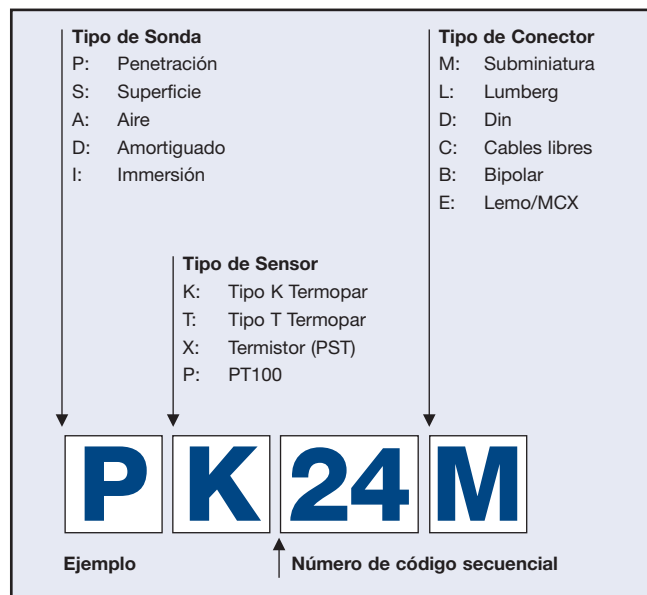 Tipo de Sonda
P: Penetración
S: Superficie
A: Aire
D: Amortiguado
I: Immersión
Tipo de Conector
M: Subminiatura
L: Lumberg
D: Din
C: Cables libres
B: Bipolar
E: Lemo/MCX
Tipo de Sensor
K: Tipo K Termopar
T: Tipo T Termopar
X: Termistor (PST)
P: PT100
P K 24 M
Ejemplo
Número de código secuencial